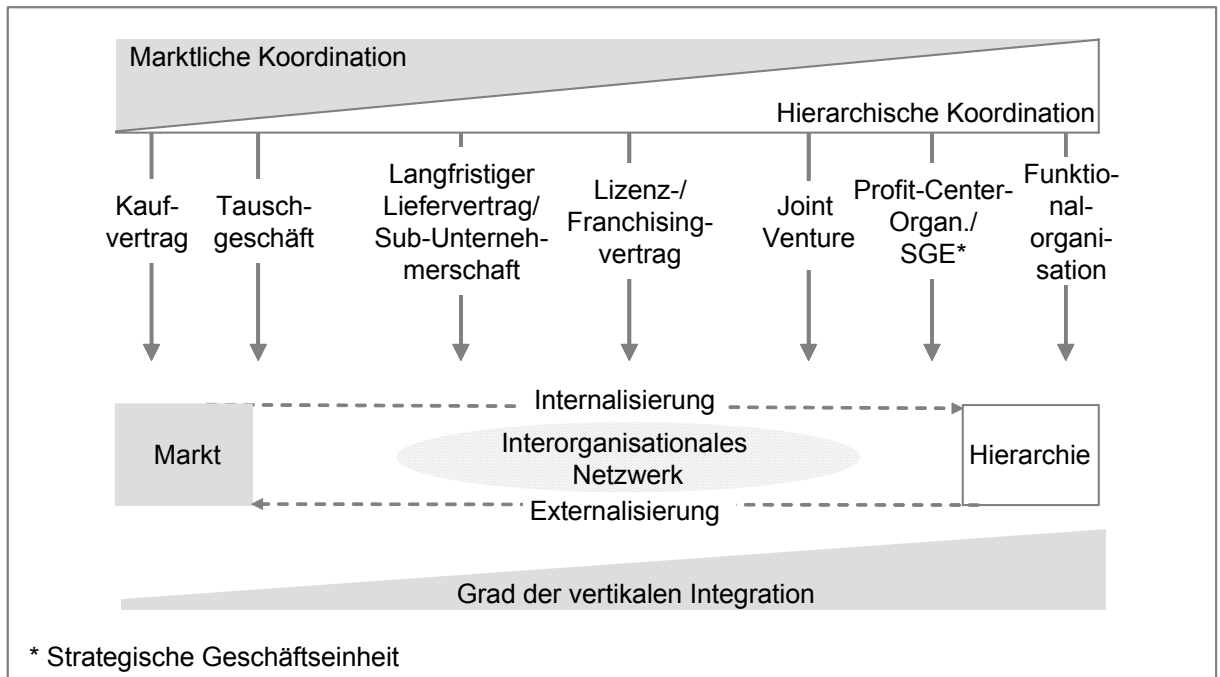 Marktliche Koordination
Hierarchische Koordination
Kauf-
vertrag
Tausch-
geschäft
Langfristiger
Liefervertrag/
Sub-Unterneh-
merschaft
Lizenz-/
Franchising-
vertrag
Joint
Venture
Profit-Center-
Organ./
SGE*
Funktio-
nal-
organi-
sation
Internalisierung
Markt
Interorganisationales
Netzwerk
Hierarchie
Externalisierung
Grad der vertikalen Integration
* Strategische Geschäftseinheit